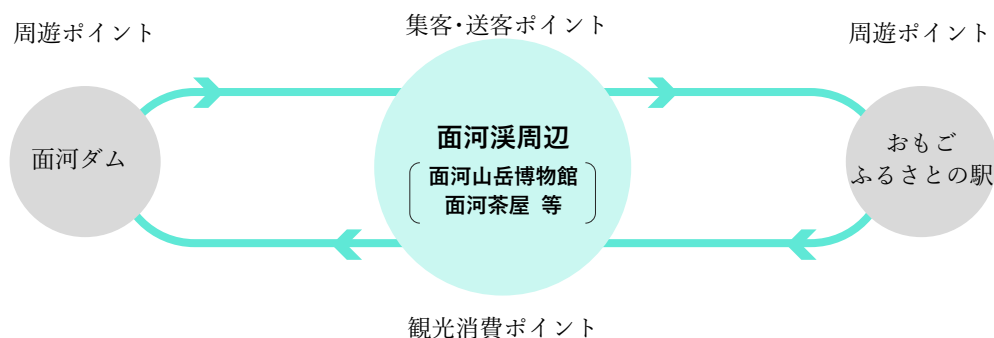 周遊ポイント
集客・送客ポイント
周遊ポイント
面河ダム
面河渓周辺
面河山岳博物館
面河茶屋 等
おもご
ふるさとの駅
観光消費ポイント